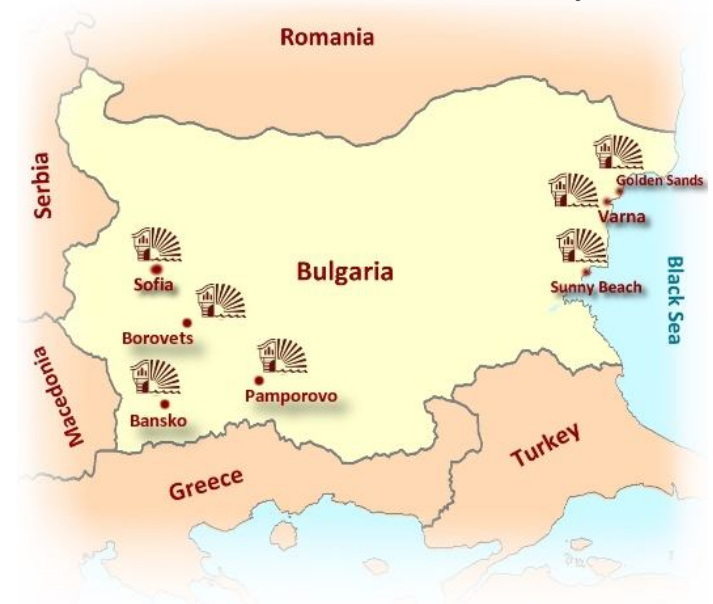 Romania
Serbia
Golden Sands
Varna
Sofia
Bulgaria
Sunny Beach
Black Sea
Borovets
Macedonia
Bansko
Pamporovo
Greece
Turkey